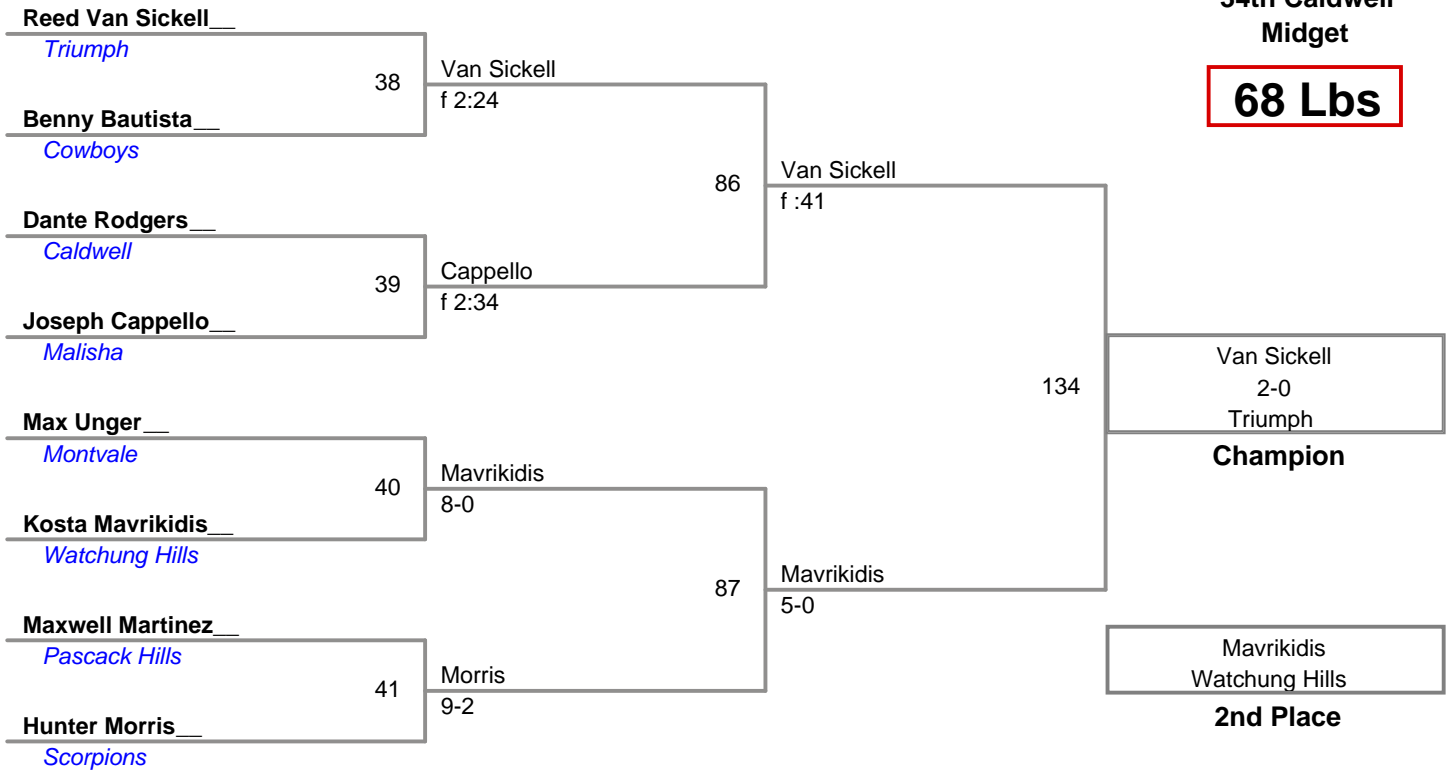 34th Caldwell
Midget
68 Lbs
Reed Van Sickell__
Triumph
38
Van Sickell
f 2:24
Benny Bautista__
Cowboys
86
Van Sickell
f :41
Dante Rodgers__
Caldwell
39
Cappello
f 2:34
Joseph Cappello__
Malisha
134
Van Sickell
2-0
Triumph
Champion
Max Unger__
Montvale
40
Mavrikidis
8-0
Kosta Mavrikidis__
Watchung Hills
87
Mavrikidis
5-0
Maxwell Martinez__
Pascack Hills
41
Morris
9-2
Hunter Morris__
Scorpions
Mavrikidis
Watchung Hills
2nd Place